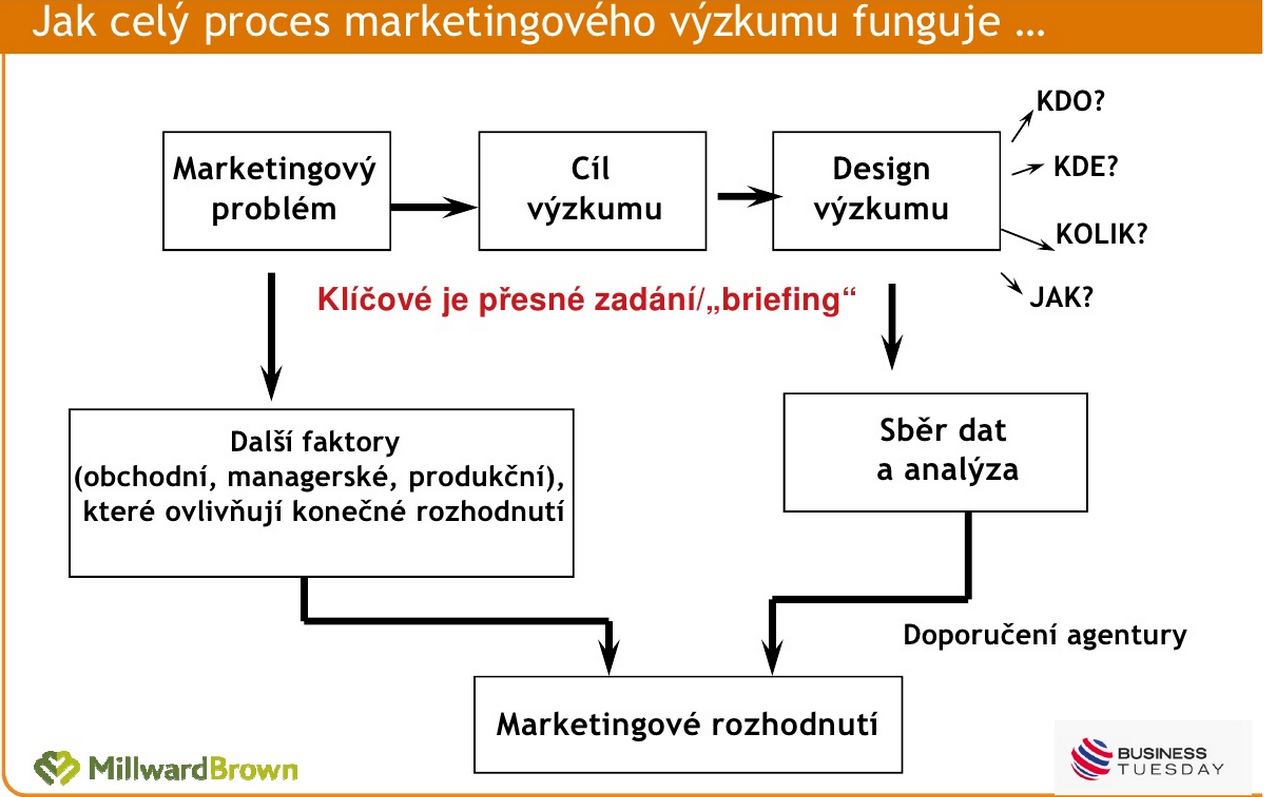 Jak celý proces marketingového výzkumu funguje …
KDO?
Marketingový
problém
Cíl
výzkumu
Design
výzkumu
KDE?
KOLIK?
JAK?
Klíčové je přesné zadání/„briefing“
Další faktory
(obchodní, managerské, produkční),
které ovlivňují konečné rozhodnutí
Sběr dat
a analýza
Doporučení agentury
Marketingové rozhodnutí
MillwardBrown
BUSINESS
TUESDAY